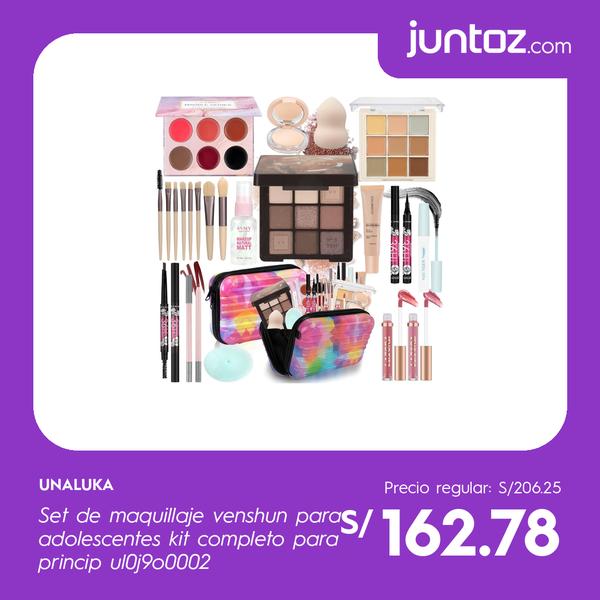 juntoz.com
UNALUKA
Set de maquillaje venshun para
adolescentes kit completo para
princip ul0j9o0002
Precio regular: S/206.25
S/162.78